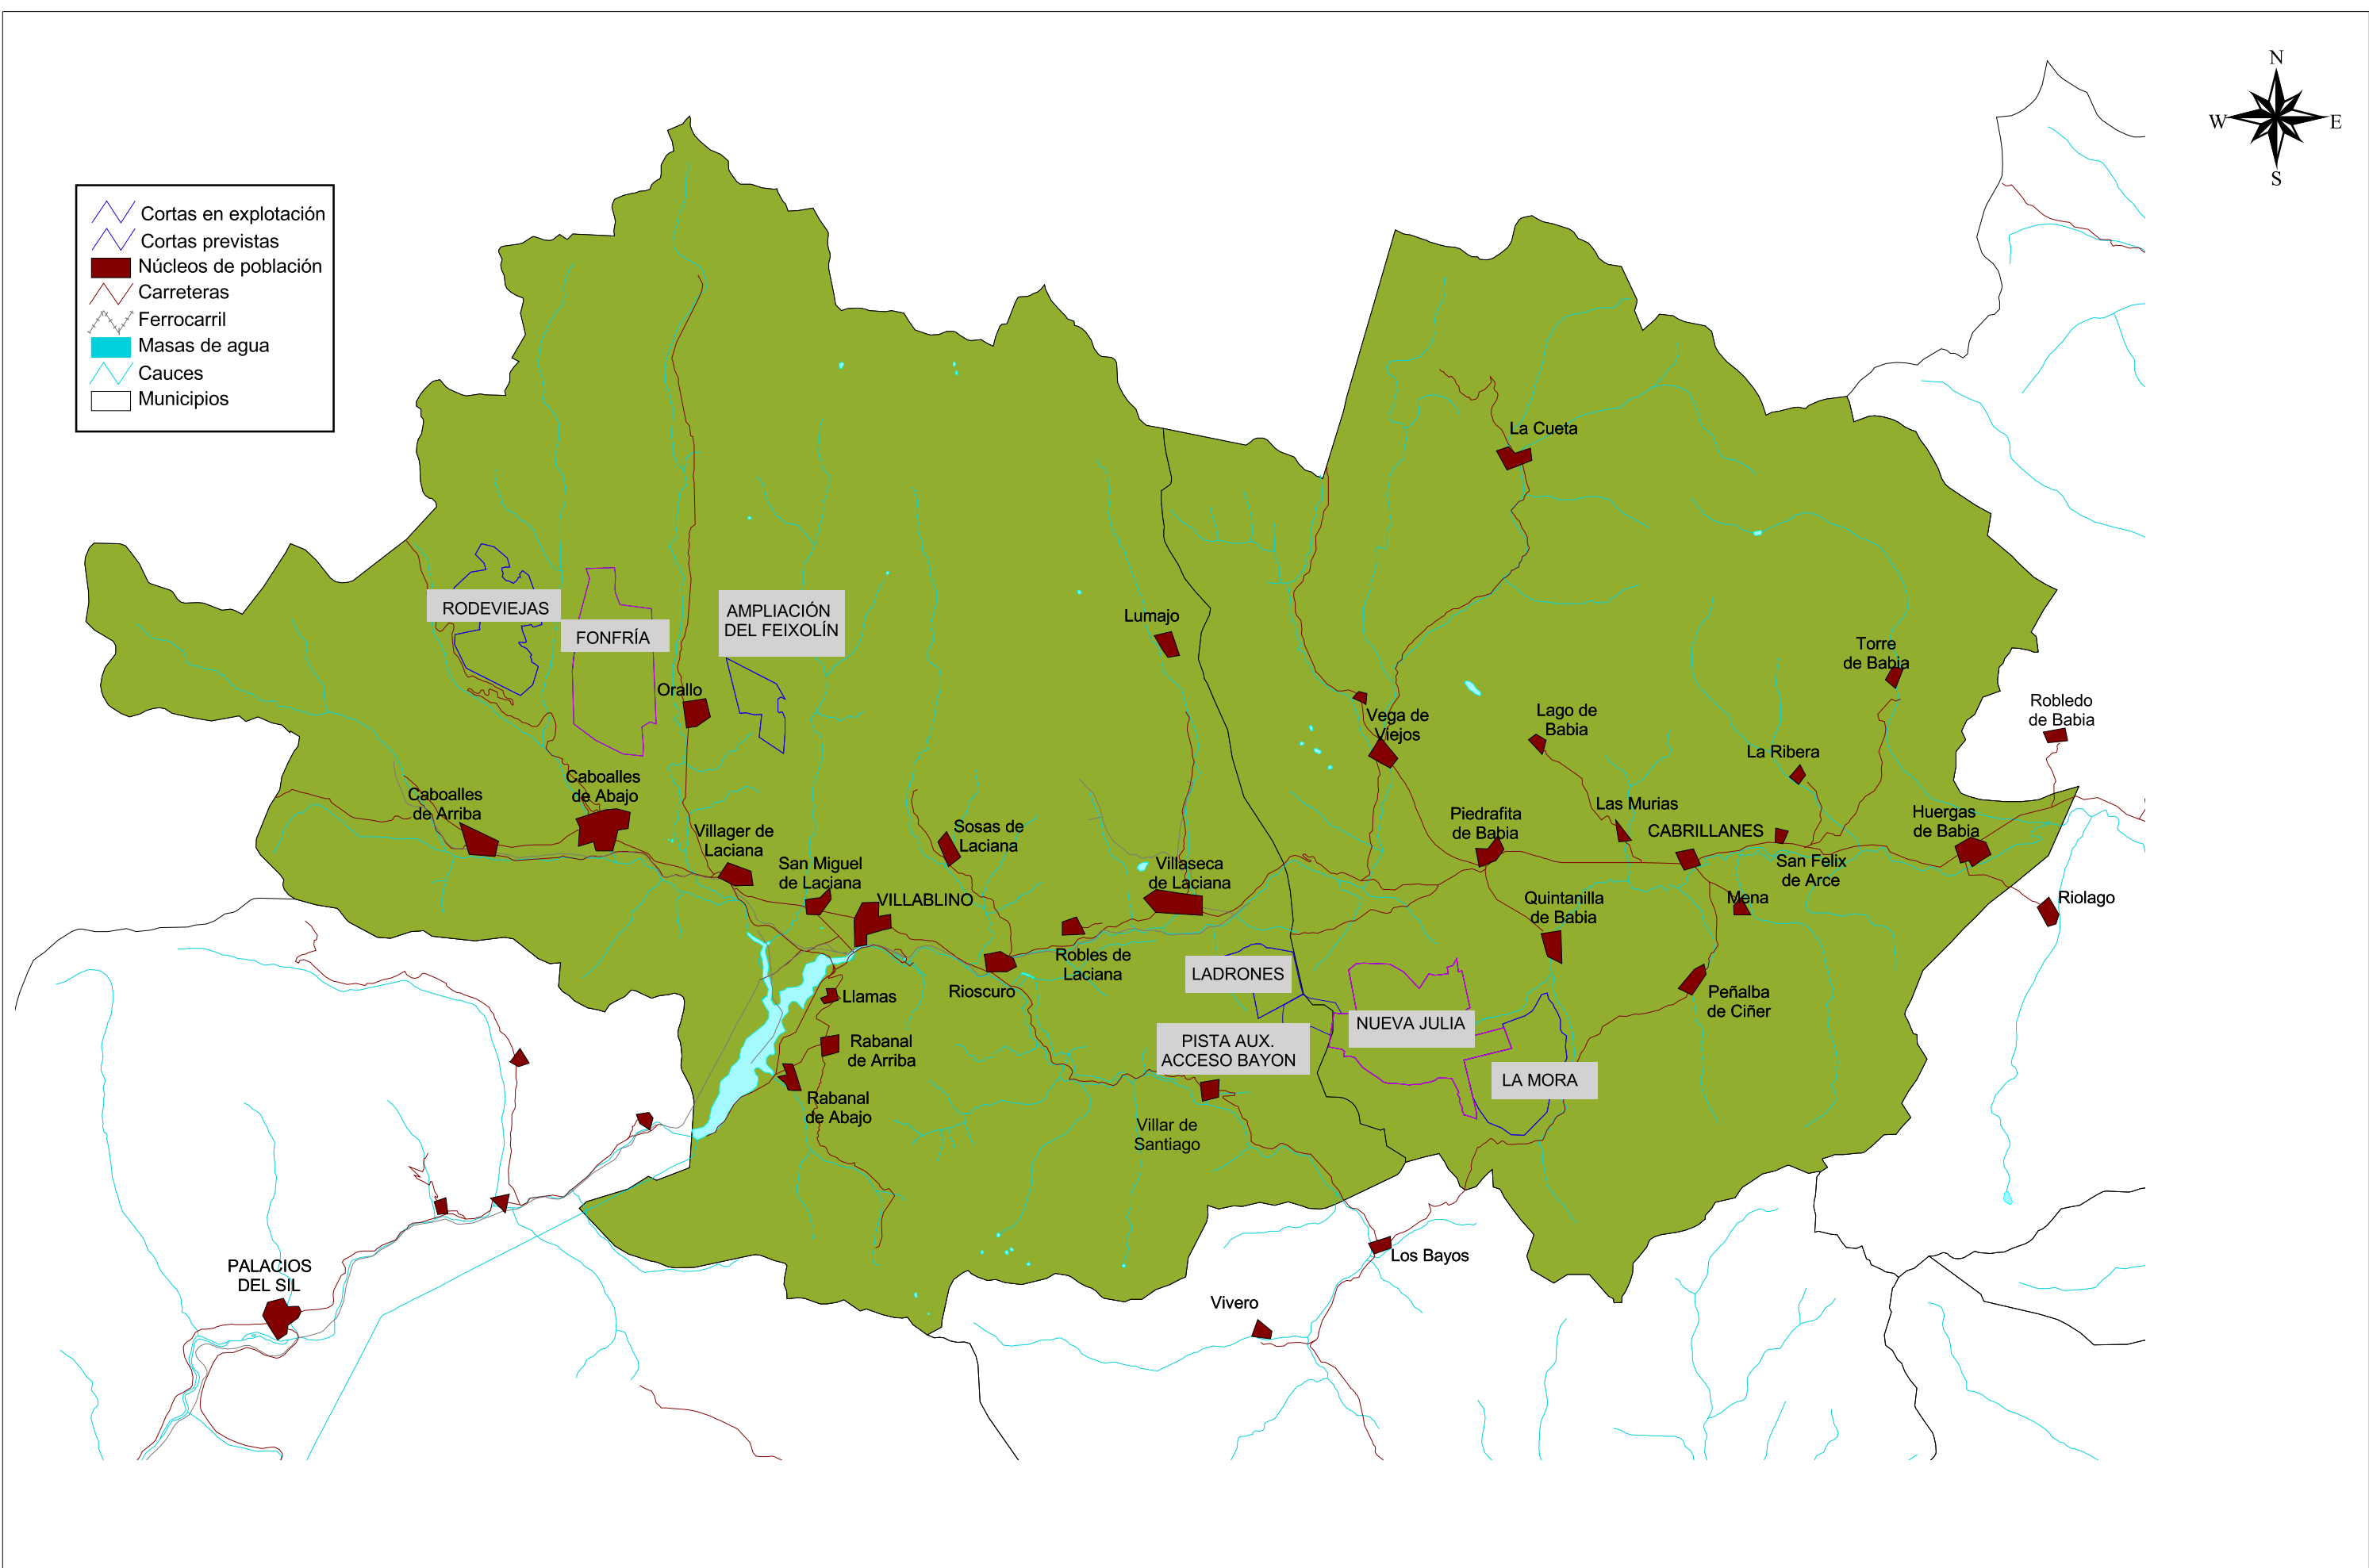 N
W
E
S
Cortas en explotación
Cortas previstas
Núcleos de población
Carreteras
Ferrocarril
Masas de agua
Cauces
Municipios
La Cueta
RODEVIEJAS
FONFRÍA
AMPLIACIÓN
DEL FEIXOLÍN
Lumajo
Torre
de Babia
Orallo
Vega de
Viejos
Lago de
Babia
Robledo
de Babia
La Ribera
Caboalles
de Arriba
Caboalles
de Abajo
Villager de
Laciana
San Miguel
de Laciana
VILLABLINO
Sosas de
Laciana
Villaseca
de Laciana
Piedrafita
de Babia
Las Murias
CABRILLANES
Huergas
de Babia
San Felix
de Arce
Quintanilla
de Babia
Mena
Riolago
Robles de
Laciana
Rioscuro
LADRONES
Llamas
Peñalba
de Ciñer
NUEVA JULIA
PISTA AUX.
ACCESO BAYON
Rabanal
de Arriba
LA MORA
Rabanal
de Abajo
Villar de
Santiago
PALACIOS
DEL SIL
Los Bayos
Vivero